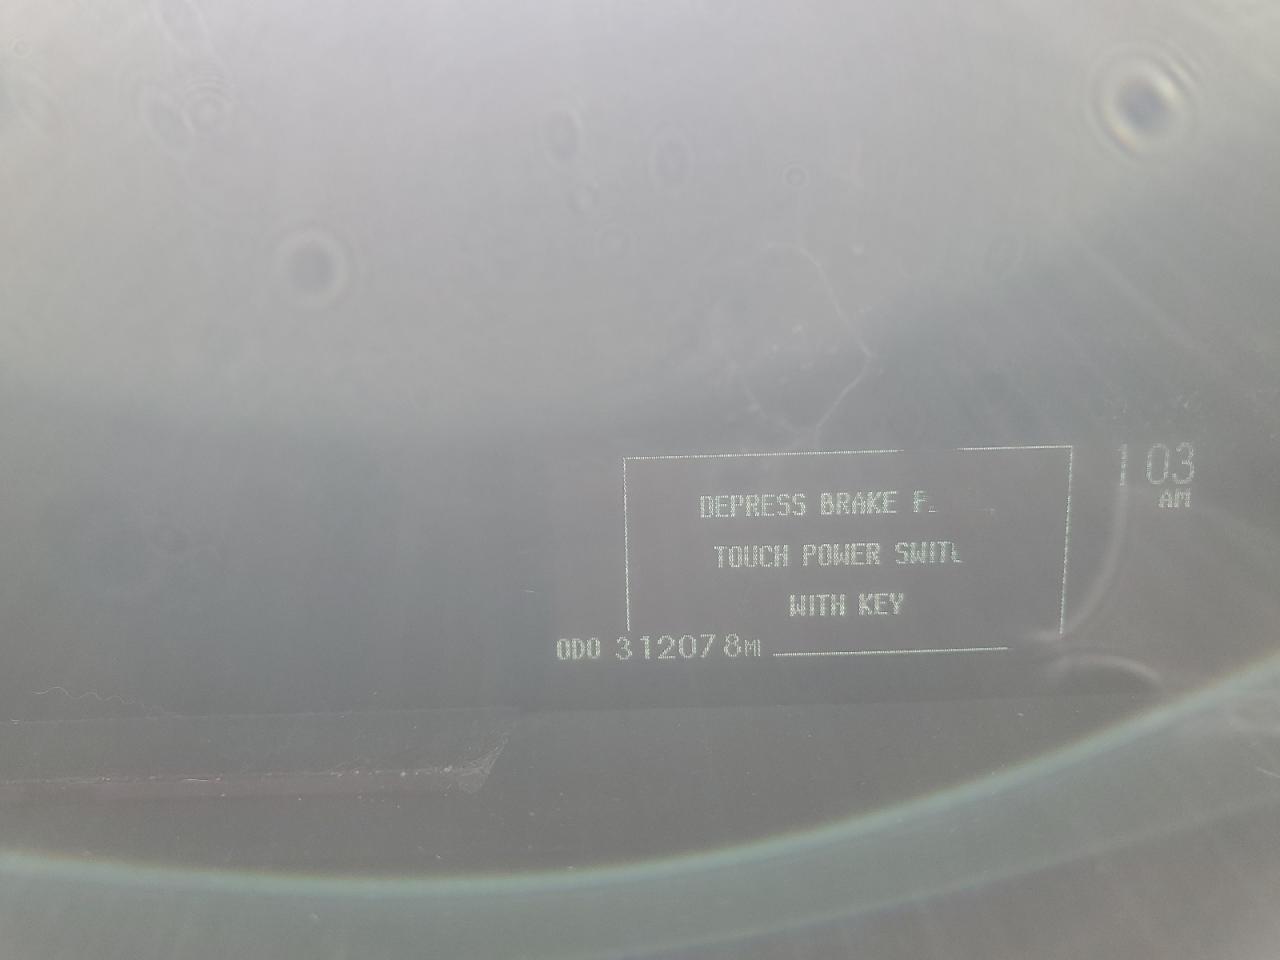 1 03
AM
DEPRESS BRAKE
TOUCH POWER
WITH KEY
ODO 312078MI